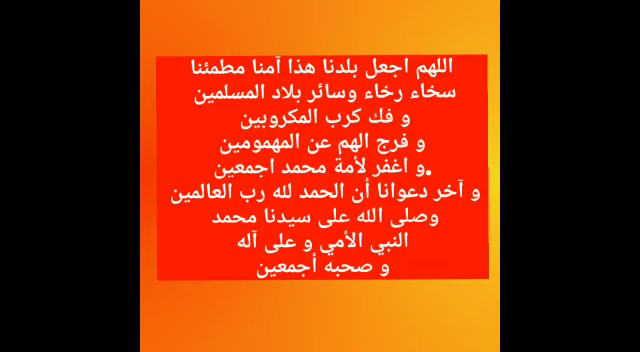 اللهم اجعل بلدنا هذا آمنا مطمئنا
سخاء رخاء وسائر بلاد المسلمين
و فك كرب المكروبين
و فرج الهم عن المهمومين
.و اغفر لأمة محمد اجمعين
و آخر دعوانا أن الحمد لله رب العالمين
وصلى الله على سيدنا محمد
النبي الأمي و على آله
و صحبه أجمعين